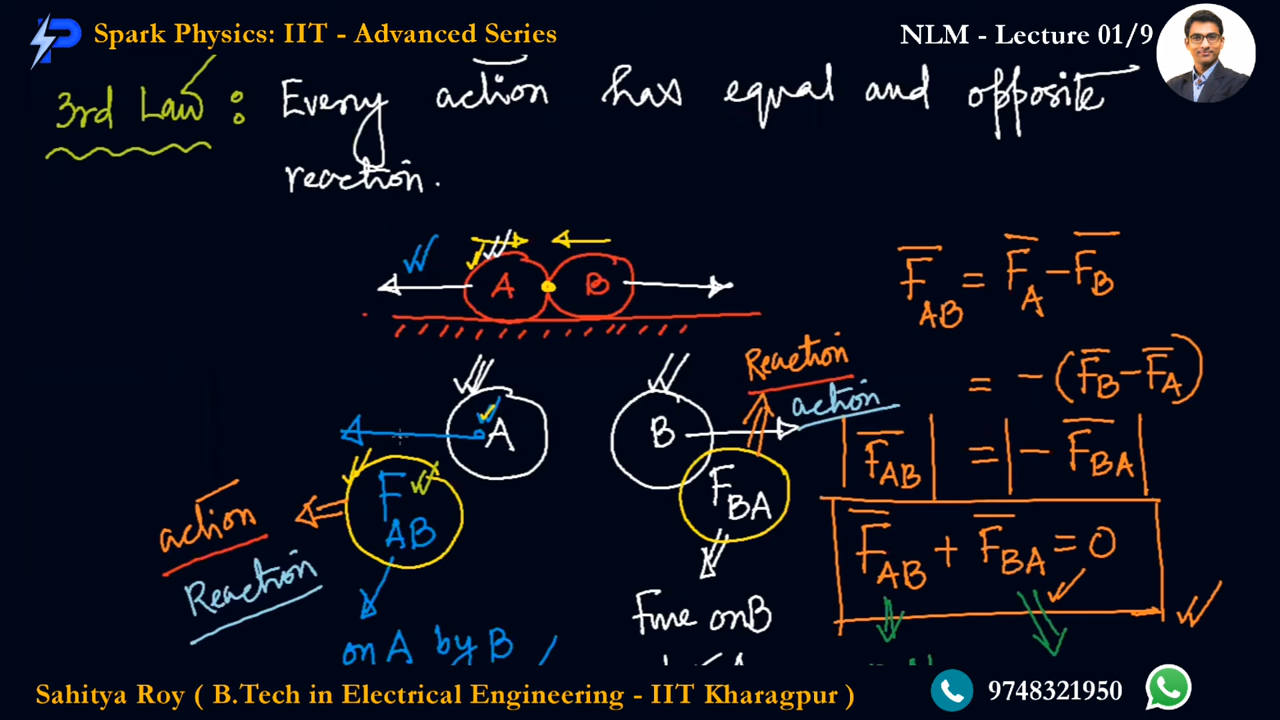 Spark Physics: IIT - Advanced Series
NLM - Lecture 01/9
3rd Law : Every action has equal and opposite
reaction.
A B
F̅AB = F̅A − F̅B
= − (F̅B − F̅A)
|F̅AB| = |− F̅BA|
F̅AB + F̅BA = 0
A
B
Reaction
action
FAB
FBA
action
Reaction
on A by B
on B
Sahitya Roy ( B.Tech in Electrical Engineering - IIT Kharagpur )
9748321950